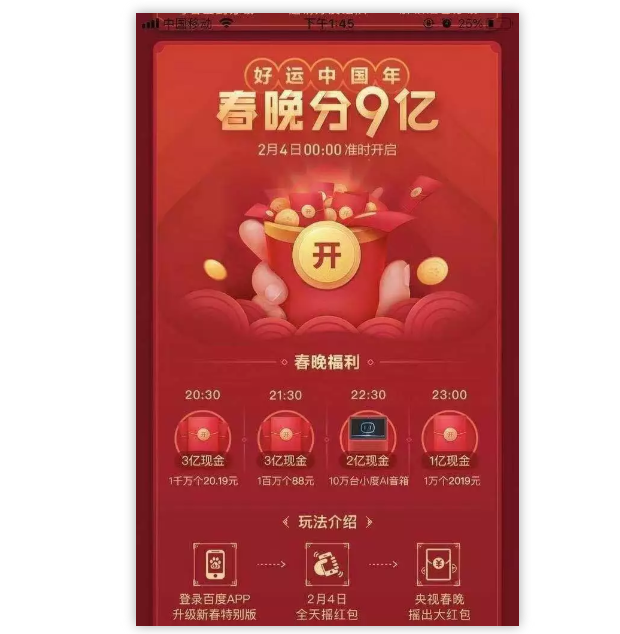 中国移动
下午1:45
25%
好运中国年
春晚分9亿
2月4日00:00准时开启
开
春晚福利
20:30 21:30 22:30 23:00
开 开 开
3亿现金 3亿现金 2亿现金 1亿现金
1千万个20.19元 1百万个88元 10万台小度AI音箱 1万个2019元
玩法介绍
¥
登录百度APP 2月4日 央视春晚
升级新春特别版 全天摇红包 摇出大红包